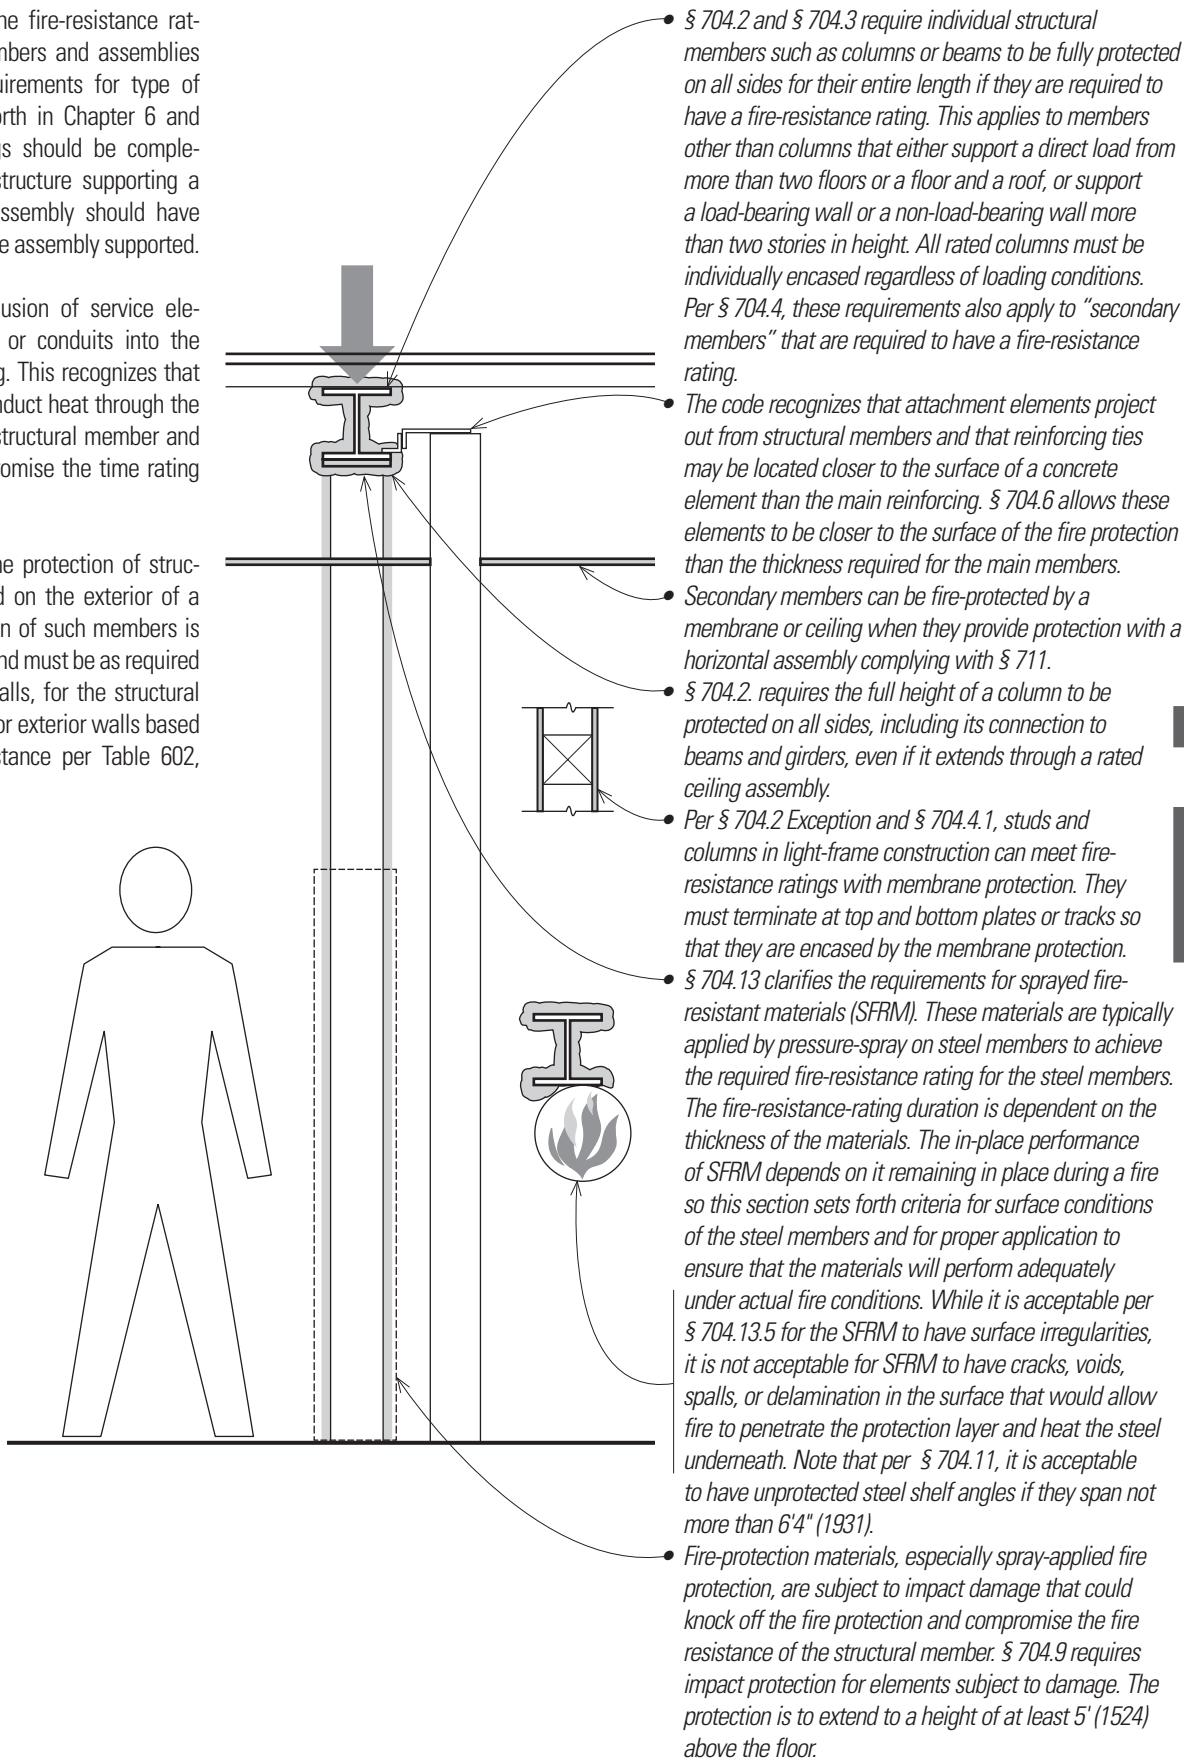 ne fire-resistance rat-
nbers and assemblies
uirements for type of
orth in Chapter 6 and
gs should be comple-
structure supporting a
assembly should have
e assembly supported.
usion of service ele-
or conduits into the
g. This recognizes that
nduct heat through the
structural member and
romise the time rating
ne protection of struc-
d on the exterior of a
on of such members is
and must be as required
alls, for the structural
or exterior walls based
stance per Table 602,
• § 704.2 and § 704.3 require individual structural
members such as columns or beams to be fully protected
on all sides for their entire length if they are required to
have a fire-resistance rating. This applies to members
other than columns that either support a direct load from
more than two floors or a floor and a roof, or support
a load-bearing wall or a non-load-bearing wall more
than two stories in height. All rated columns must be
individually encased regardless of loading conditions.
Per § 704.4, these requirements also apply to “secondary
members” that are required to have a fire-resistance
rating.
• The code recognizes that attachment elements project
out from structural members and that reinforcing ties
may be located closer to the surface of a concrete
element than the main reinforcing. § 704.6 allows these
elements to be closer to the surface of the fire protection
than the thickness required for the main members.
• Secondary members can be fire-protected by a
membrane or ceiling when they provide protection with a
horizontal assembly complying with § 711.
• § 704.2. requires the full height of a column to be
protected on all sides, including its connection to
beams and girders, even if it extends through a rated
ceiling assembly.
• Per § 704.2 Exception and § 704.4.1, studs and
columns in light-frame construction can meet fire-
resistance ratings with membrane protection. They
must terminate at top and bottom plates or tracks so
that they are encased by the membrane protection.
• § 704.13 clarifies the requirements for sprayed fire-
resistant materials (SFRM). These materials are typically
applied by pressure-spray on steel members to achieve
the required fire-resistance rating for the steel members.
The fire-resistance-rating duration is dependent on the
thickness of the materials. The in-place performance
of SFRM depends on it remaining in place during a fire
so this section sets forth criteria for surface conditions
of the steel members and for proper application to
ensure that the materials will perform adequately
under actual fire conditions. While it is acceptable per
§ 704.13.5 for the SFRM to have surface irregularities,
it is not acceptable for SFRM to have cracks, voids,
spalls, or delamination in the surface that would allow
fire to penetrate the protection layer and heat the steel
underneath. Note that per § 704.11, it is acceptable
to have unprotected steel shelf angles if they span not
more than 6'4" (1931).
• Fire-protection materials, especially spray-applied fire
protection, are subject to impact damage that could
knock off the fire protection and compromise the fire
resistance of the structural member. § 704.9 requires
impact protection for elements subject to damage. The
protection is to extend to a height of at least 5' (1524)
above the floor.